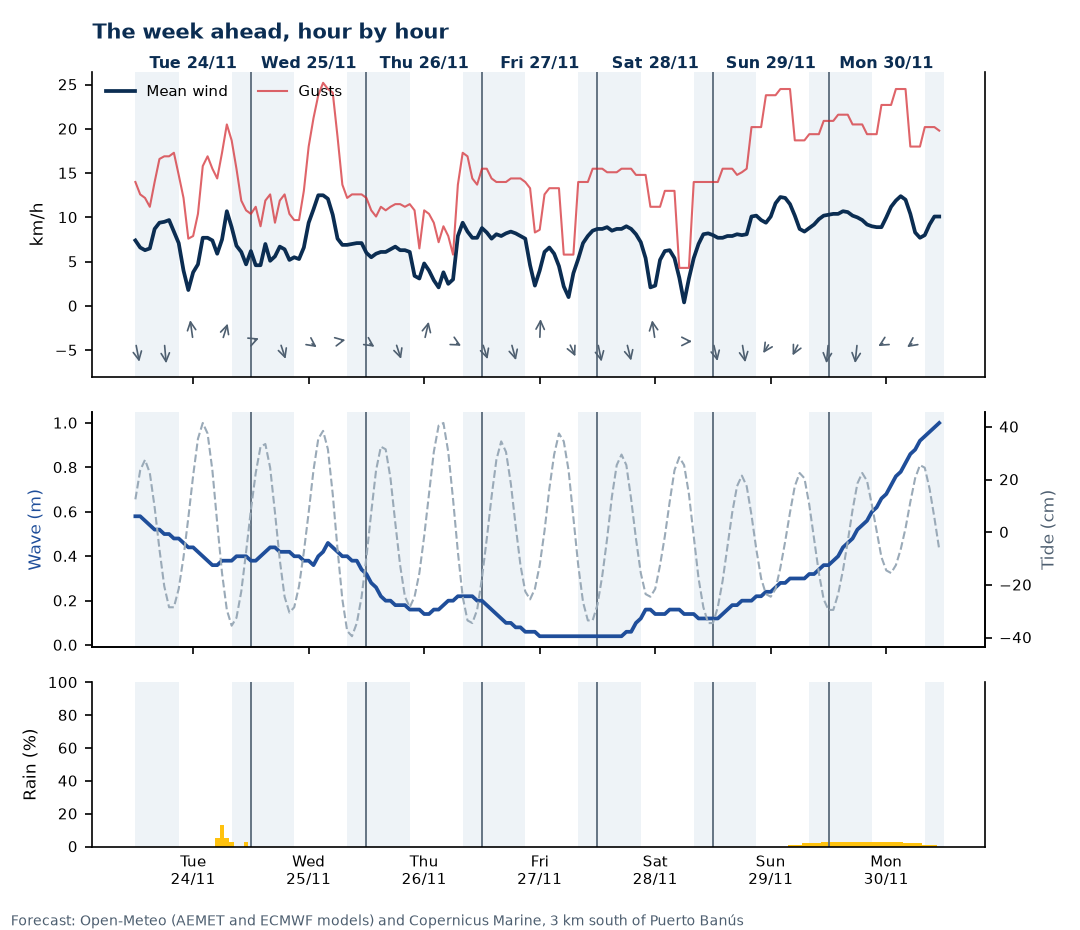 The week ahead, hour by hour
Tue 24/11 Wed 25/11 Thu 26/11 Fri 27/11 Sat 28/11 Sun 29/11 Mon 30/11
Mean wind Gusts
25
20
15
10
5
0
−5
km/h
1.0
0.8
0.6
0.4
0.2
0.0
Wave (m)
40
20
0
−20
−40
Tide (cm)
100
80
60
40
20
0
Rain (%)
Tue Wed Thu Fri Sat Sun Mon
24/11 25/11 26/11 27/11 28/11 29/11 30/11
Forecast: Open-Meteo (AEMET and ECMWF models) and Copernicus Marine, 3 km south of Puerto Banús